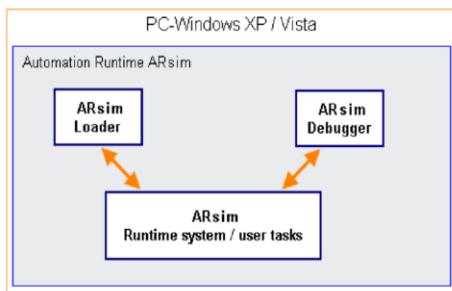 PC-Windows XP / Vista
Automation Runtime ARsim
ARsim
Loader
ARsim
Debugger
ARsim
Runtime system / user tasks